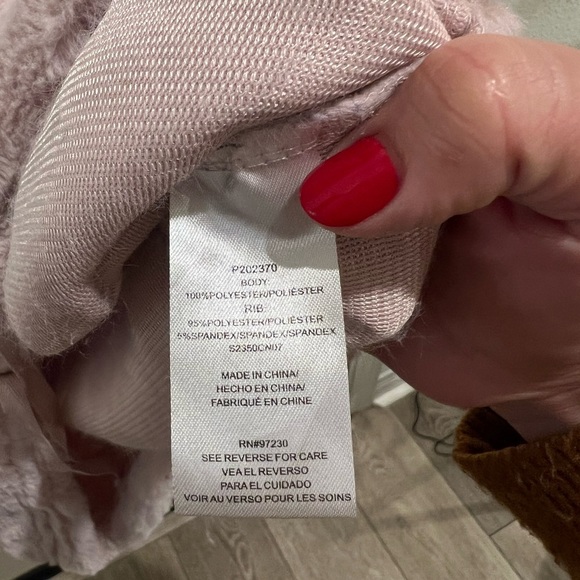 P202370
BODY
100%POLYESTER/POLIÉSTER
RIB:
95%POLYESTER/POLIÉSTER
5%SPANDEX/SPANDEX/SPANDEX
S2350CN07
MADE IN CHINA/
HECHO EN CHINA/
FABRIQUÉ EN CHINE
RN#97230
SEE REVERSE FOR CARE
VEA EL REVERSO
PARA EL CUIDADO
VOIR AU VERSO POUR LES SOINS